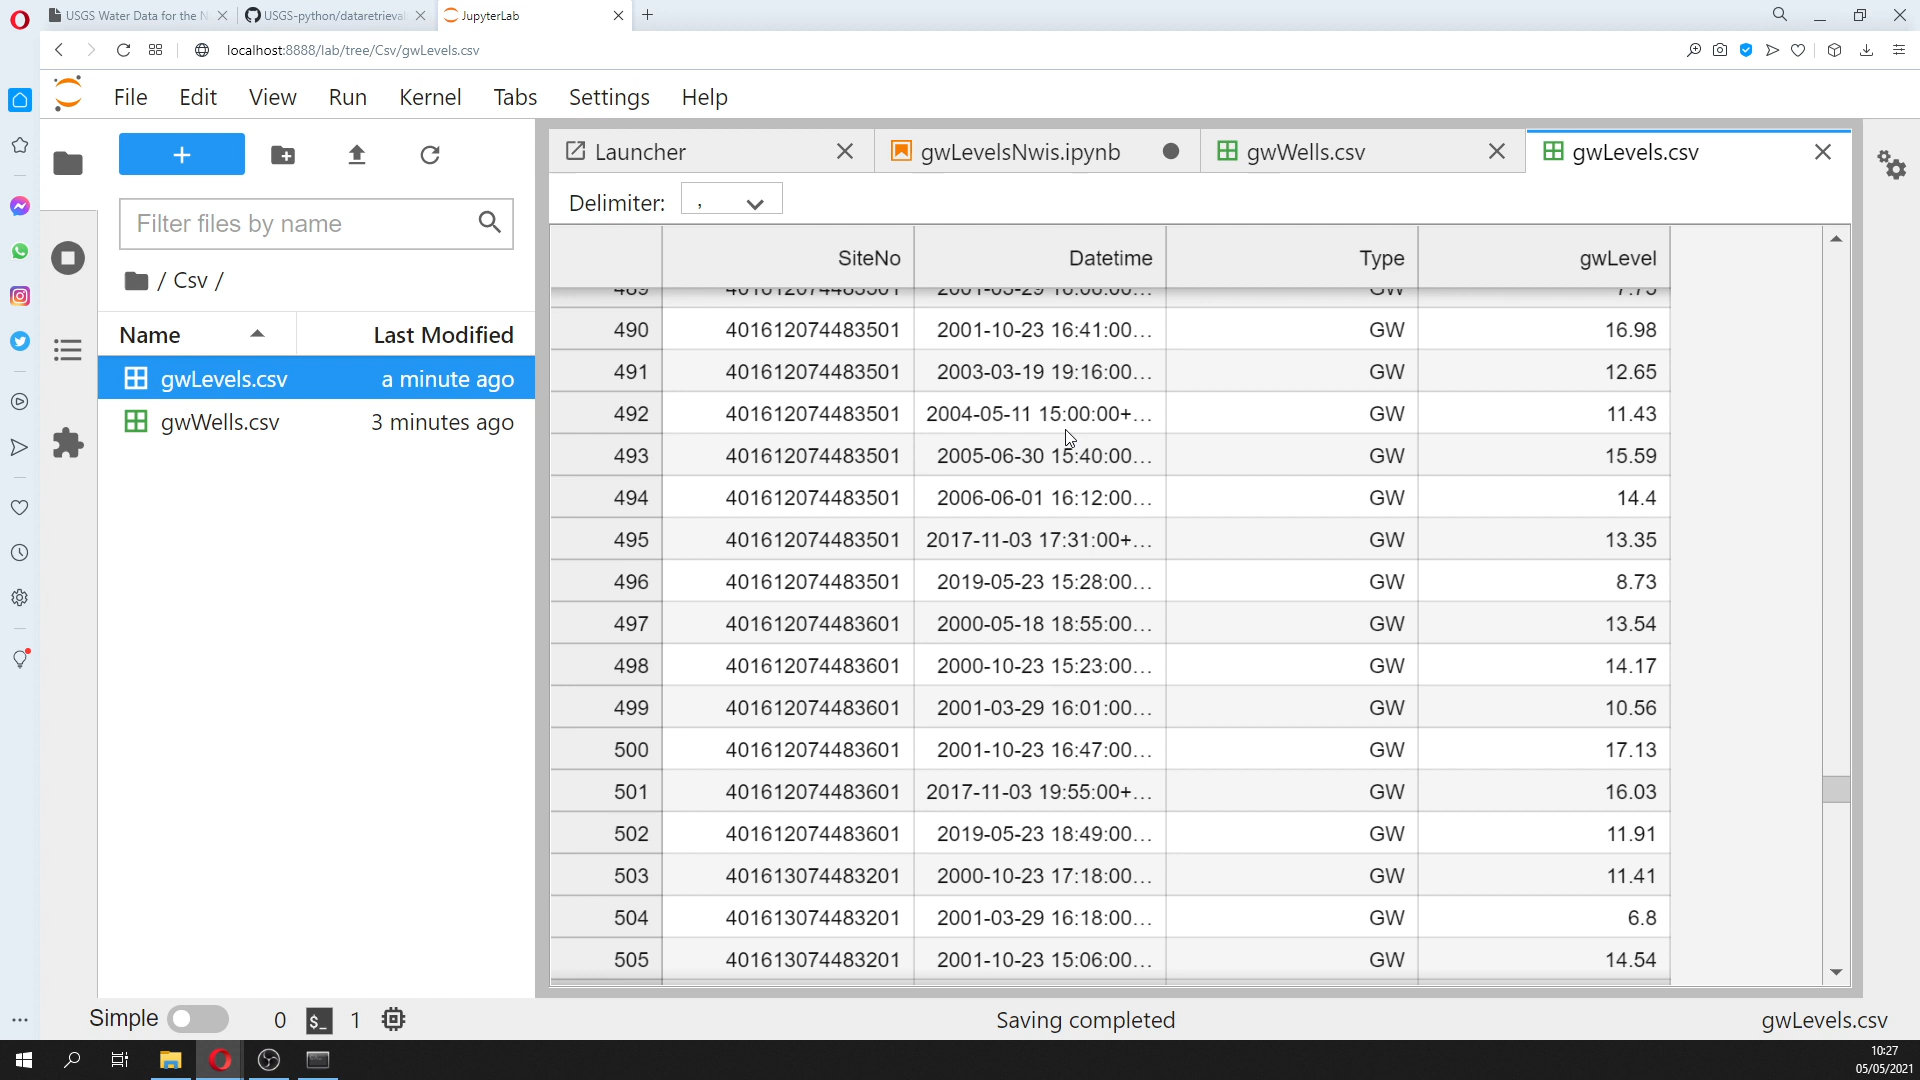 USGS Water Data for the N
USGS-python/dataretrieval
JupyterLab
localhost:8888/lab/tree/Csv/gwLevels.csv
File Edit View Run Kernel Tabs Settings Help
+
Launcher
gwLevelsNwis.ipynb
gwWells.csv
gwLevels.csv
Delimiter: ,
Filter files by name
/ Csv /
Name Last Modified
gwLevels.csv a minute ago
gwWells.csv 3 minutes ago
SiteNo Datetime Type gwLevel
489 401612074483501 2001-03-29 16:06:00... GW 7.75
490 401612074483501 2001-10-23 16:41:00... GW 16.98
491 401612074483501 2003-03-19 19:16:00... GW 12.65
492 401612074483501 2004-05-11 15:00:00+... GW 11.43
493 401612074483501 2005-06-30 15:40:00... GW 15.59
494 401612074483501 2006-06-01 16:12:00... GW 14.4
495 401612074483501 2017-11-03 17:31:00+... GW 13.35
496 401612074483501 2019-05-23 15:28:00... GW 8.73
497 401612074483601 2000-05-18 18:55:00... GW 13.54
498 401612074483601 2000-10-23 15:23:00... GW 14.17
499 401612074483601 2001-03-29 16:01:00... GW 10.56
500 401612074483601 2001-10-23 16:47:00... GW 17.13
501 401612074483601 2017-11-03 19:55:00+... GW 16.03
502 401612074483601 2019-05-23 18:49:00... GW 11.91
503 401613074483201 2000-10-23 17:18:00... GW 11.41
504 401613074483201 2001-03-29 16:18:00... GW 6.8
505 401613074483201 2001-10-23 15:06:00... GW 14.54
Simple 0 $_ 1
Saving completed
gwLevels.csv
10:27
05/05/2021